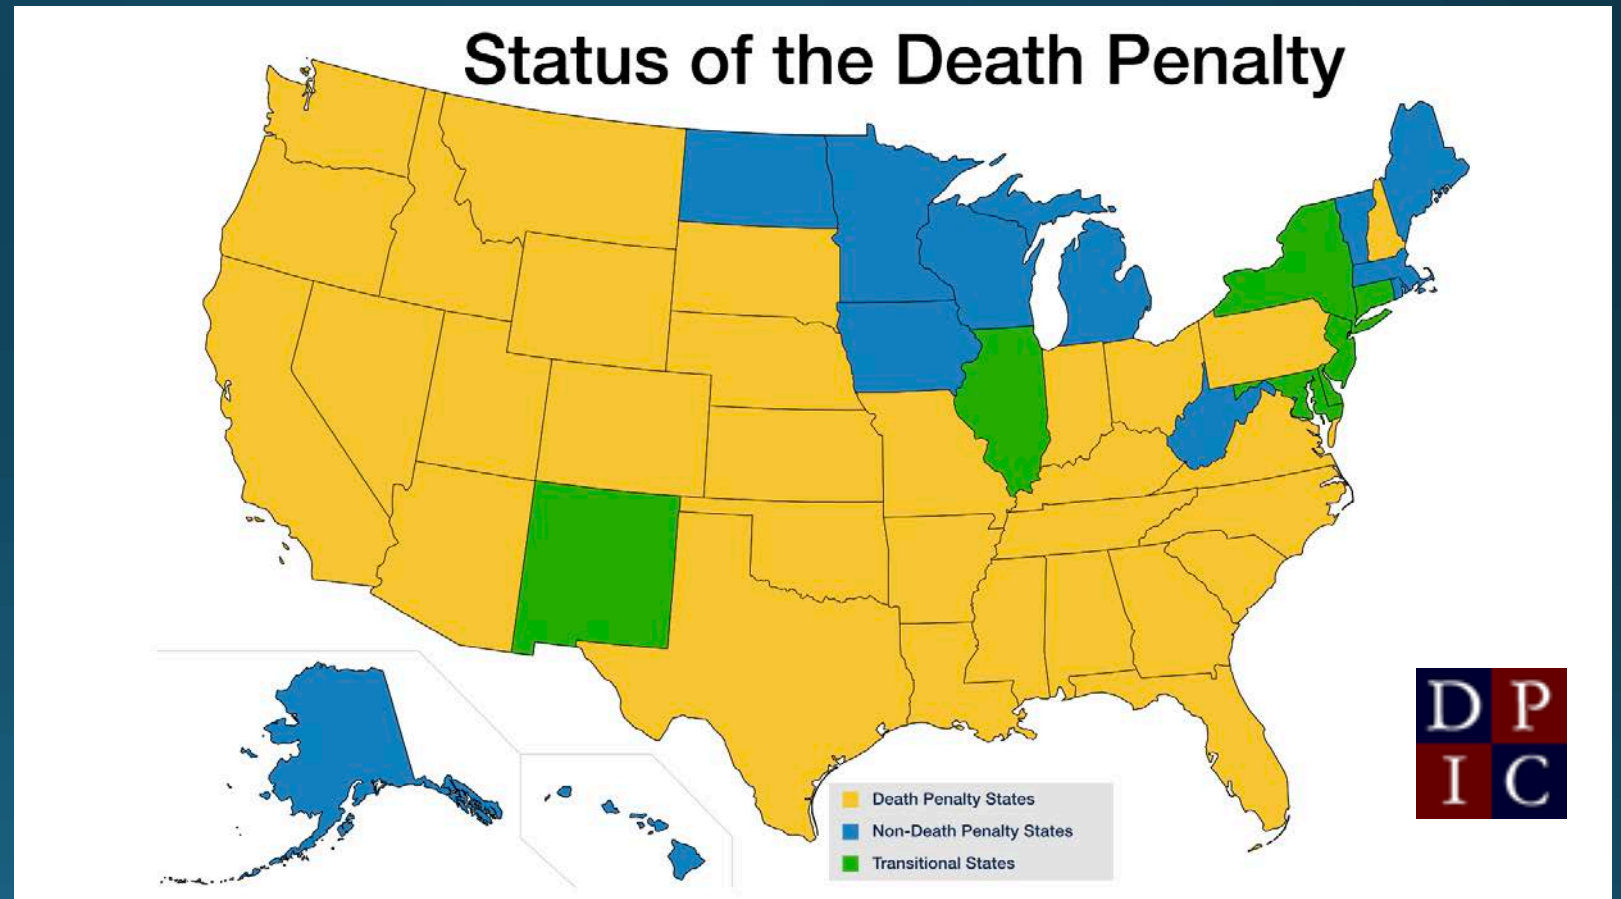 Status of the Death Penalty
Death Penalty States
Non-Death Penalty States
Transitional States
D P
I C